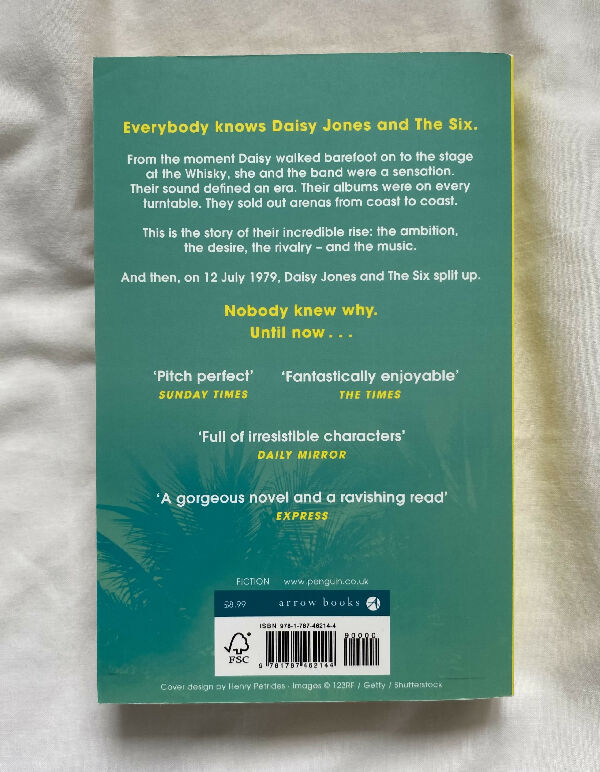 Everybody knows Daisy Jones and The Six.
From the moment Daisy walked barefoot on to the stage
at the Whisky, she and the band were a sensation.
Their sound defined an era. Their albums were on every
turntable. They sold out arenas from coast to coast.
This is the story of their incredible rise: the ambition,
the desire, the rivalry – and the music.
And then, on 12 July 1979, Daisy Jones and The Six split up.
Nobody knew why.
Until now . . .
‘Pitch perfect’ ‘Fantastically enjoyable’
SUNDAY TIMES THE TIMES
‘Full of irresistible characters’
DAILY MIRROR
‘A gorgeous novel and a ravishing read’
EXPRESS
FICTION www.penguin.co.uk
£8.99 arrow books A
ISBN 978-1-787-46214-4
90000
FSC
9 781787 462144
Cover design by Henry Petrides · Images © 123RF / Getty / Shutterstock